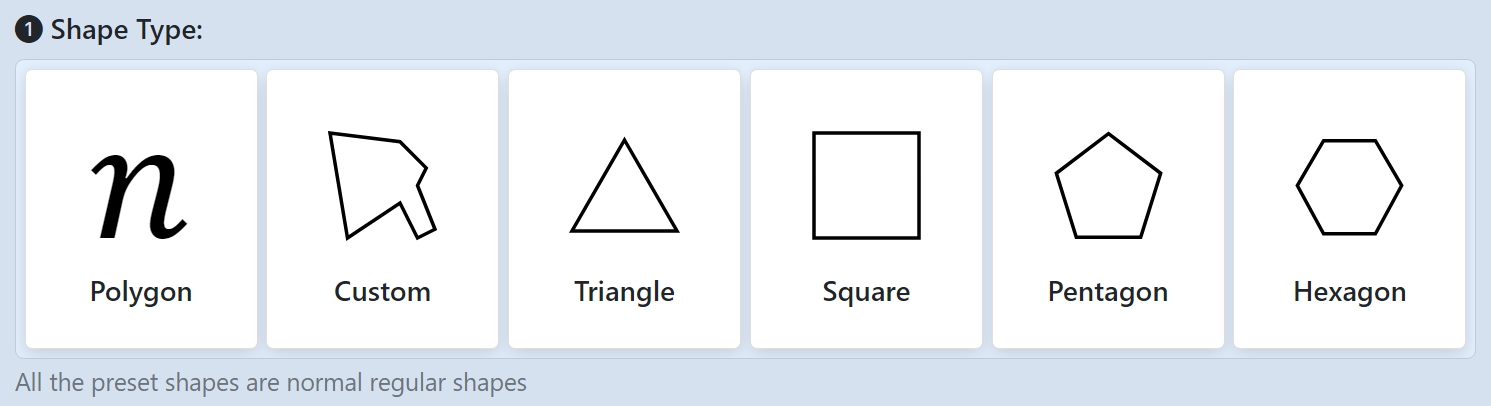 1 Shape Type:
n
Polygon
Custom
Triangle
Square
Pentagon
Hexagon
All the preset shapes are normal regular shapes